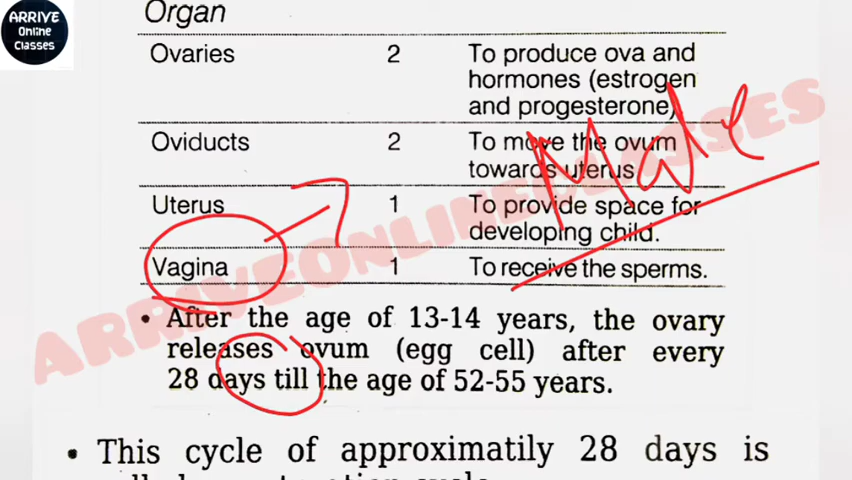 ARRIVE
Online
Classes
Organ
Ovaries 2 To produce ova and
hormones (estrogen
and progesterone)
Oviducts 2 To move the ovum
towards uterus
Uterus 1 To provide space for
developing child.
Vagina 1 To receive the sperms.
Male
ARRIVEONLINECLASSES
• After the age of 13-14 years, the ovary
releases ovum (egg cell) after every
28 days till the age of 52-55 years.
• This cycle of approximatily 28 days is